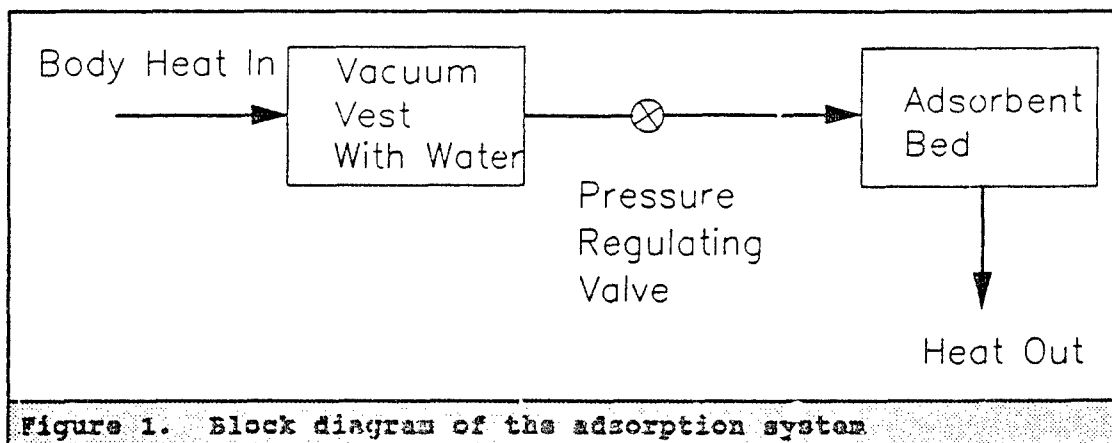 Body Heat In
Vacuum
Vest
With Water
Pressure
Regulating
Valve
Adsorbent
Bed
Heat Out
Figure 1. Block diagram of the adsorption system